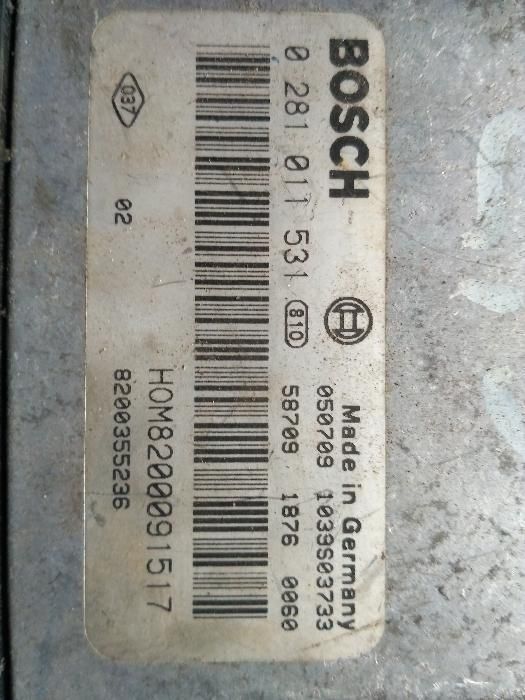 BOSCH
Made in Germany
050709 1039S03733
0 281 011 531 810 58709 1876 0060
HOM8200091517
037 02 8200355236